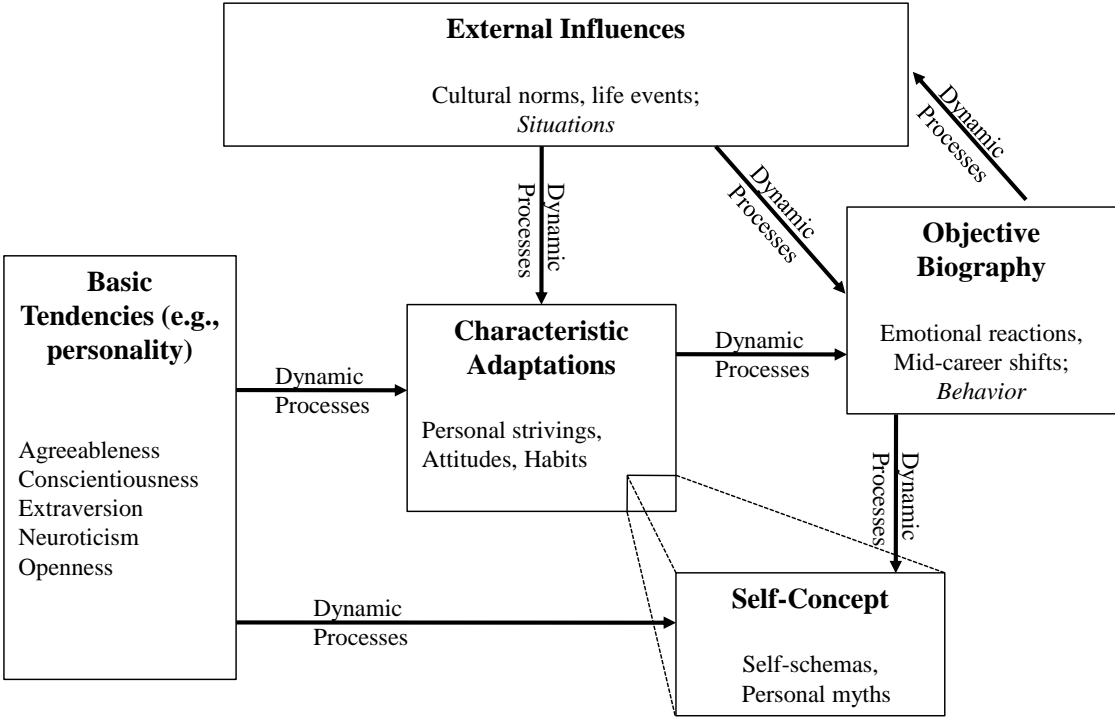 External Influences
Cultural norms, life events;
Situations
Dynamic
Processes
Dynamic
Processes
Dynamic
Processes
Objective
Biography
Emotional reactions,
Mid-career shifts;
Behavior
Basic
Tendencies (e.g.,
personality)
Agreeableness
Conscientiousness
Extraversion
Neuroticism
Openness
Dynamic
Processes
Characteristic
Adaptations
Personal strivings,
Attitudes, Habits
Dynamic
Processes
Dynamic
Processes
Dynamic
Processes
Self-Concept
Self-schemas,
Personal myths